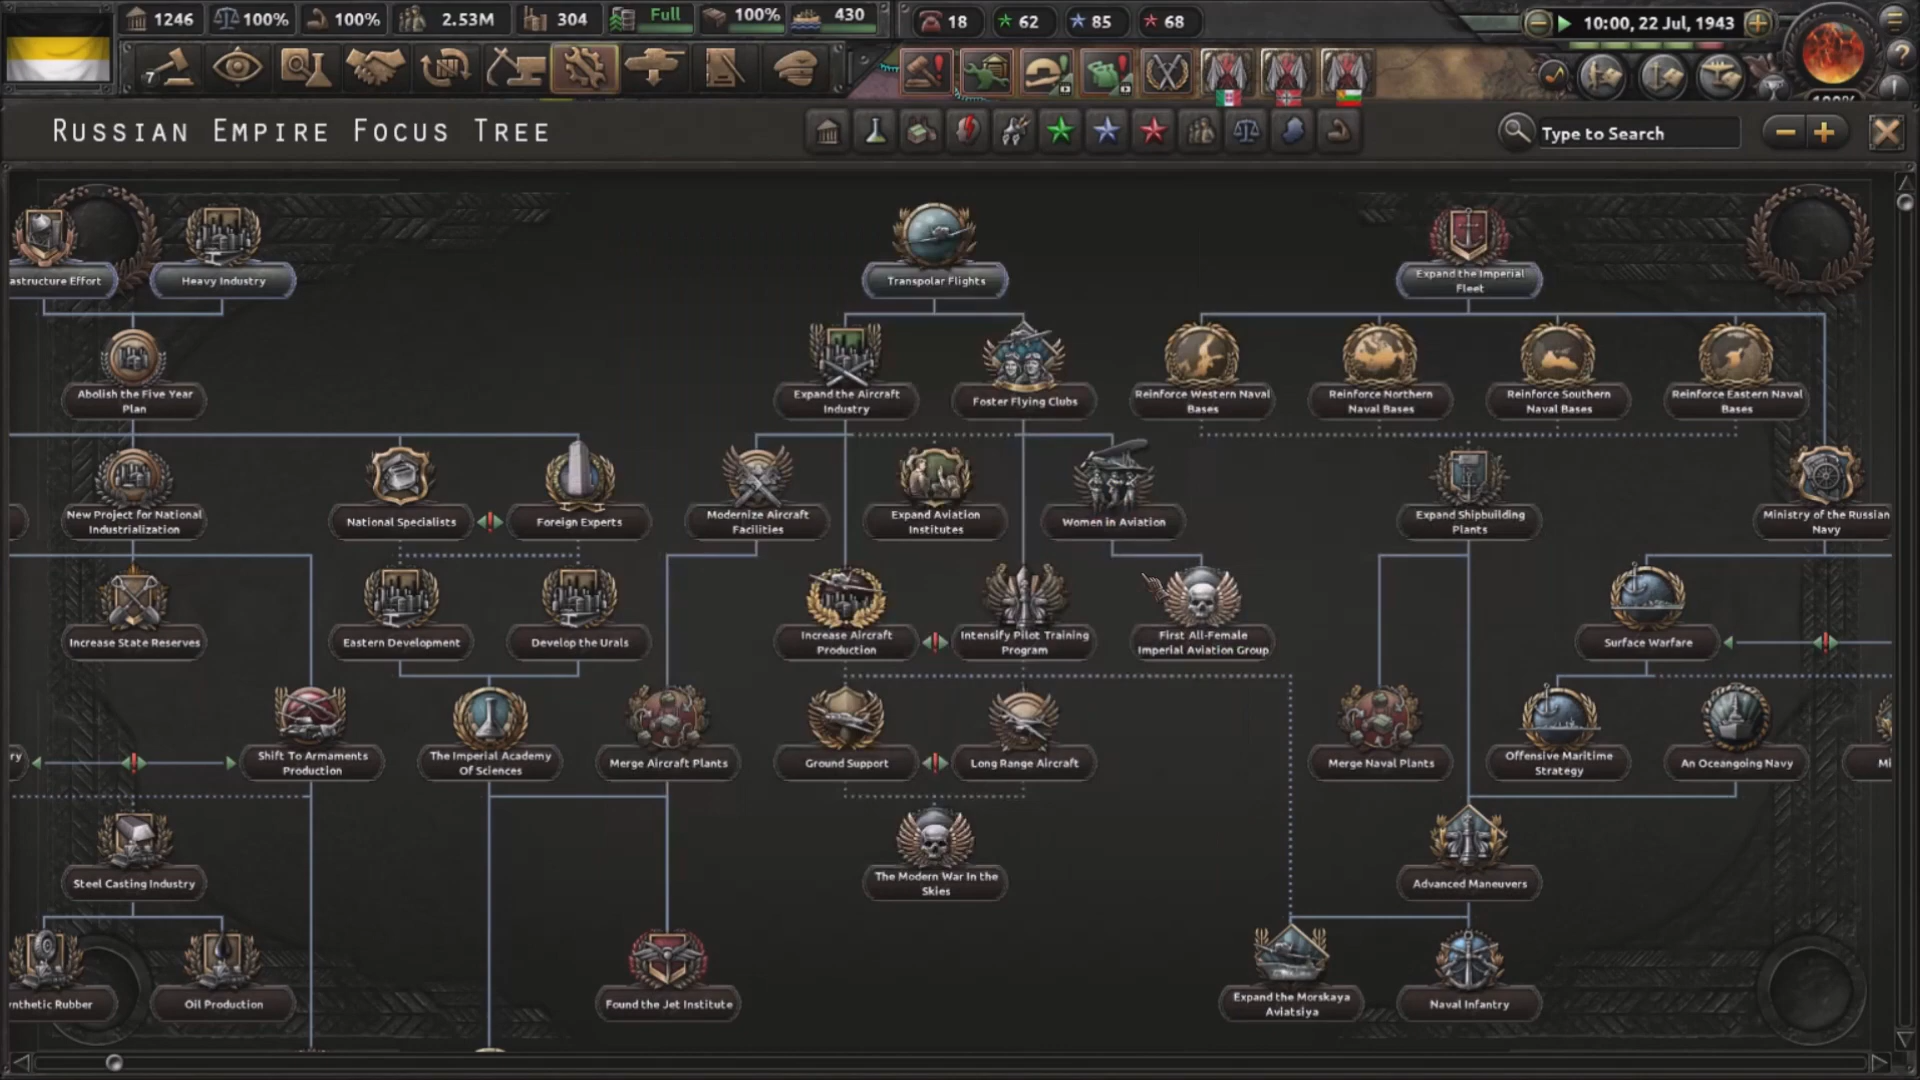 1246
100%
100%
2.53M
304
Full
100%
430
18
62
85
68
10:00, 22 Jul, 1943
7
Russian Empire Focus Tree
Type to Search
astructure Effort
Heavy Industry
Transpolar Flights
Expand the Imperial
Fleet
Abolish the Five Year
Plan
Expand the Aircraft
Industry
Foster Flying Clubs
Reinforce Western Naval
Bases
Reinforce Northern
Naval Bases
Reinforce Southern
Naval Bases
Reinforce Eastern Naval
Bases
New Project for National
Industrialization
National Specialists
Foreign Experts
Modernize Aircraft
Facilities
Expand Aviation
Institutes
Women in Aviation
Expand Shipbuilding
Plants
Ministry of the Russian
Navy
Increase State Reserves
Eastern Development
Develop the Urals
Increase Aircraft
Production
Intensify Pilot Training
Program
First All-Female
Imperial Aviation Group
Surface Warfare
ry
Shift To Armaments
Production
The Imperial Academy
Of Sciences
Merge Aircraft Plants
Ground Support
Long Range Aircraft
Merge Naval Plants
Offensive Maritime
Strategy
An Oceangoing Navy
Mi
Steel Casting Industry
The Modern War In the
Skies
Advanced Maneuvers
nthetic Rubber
Oil Production
Found the Jet Institute
Expand the Morskaya
Aviatsiya
Naval Infantry